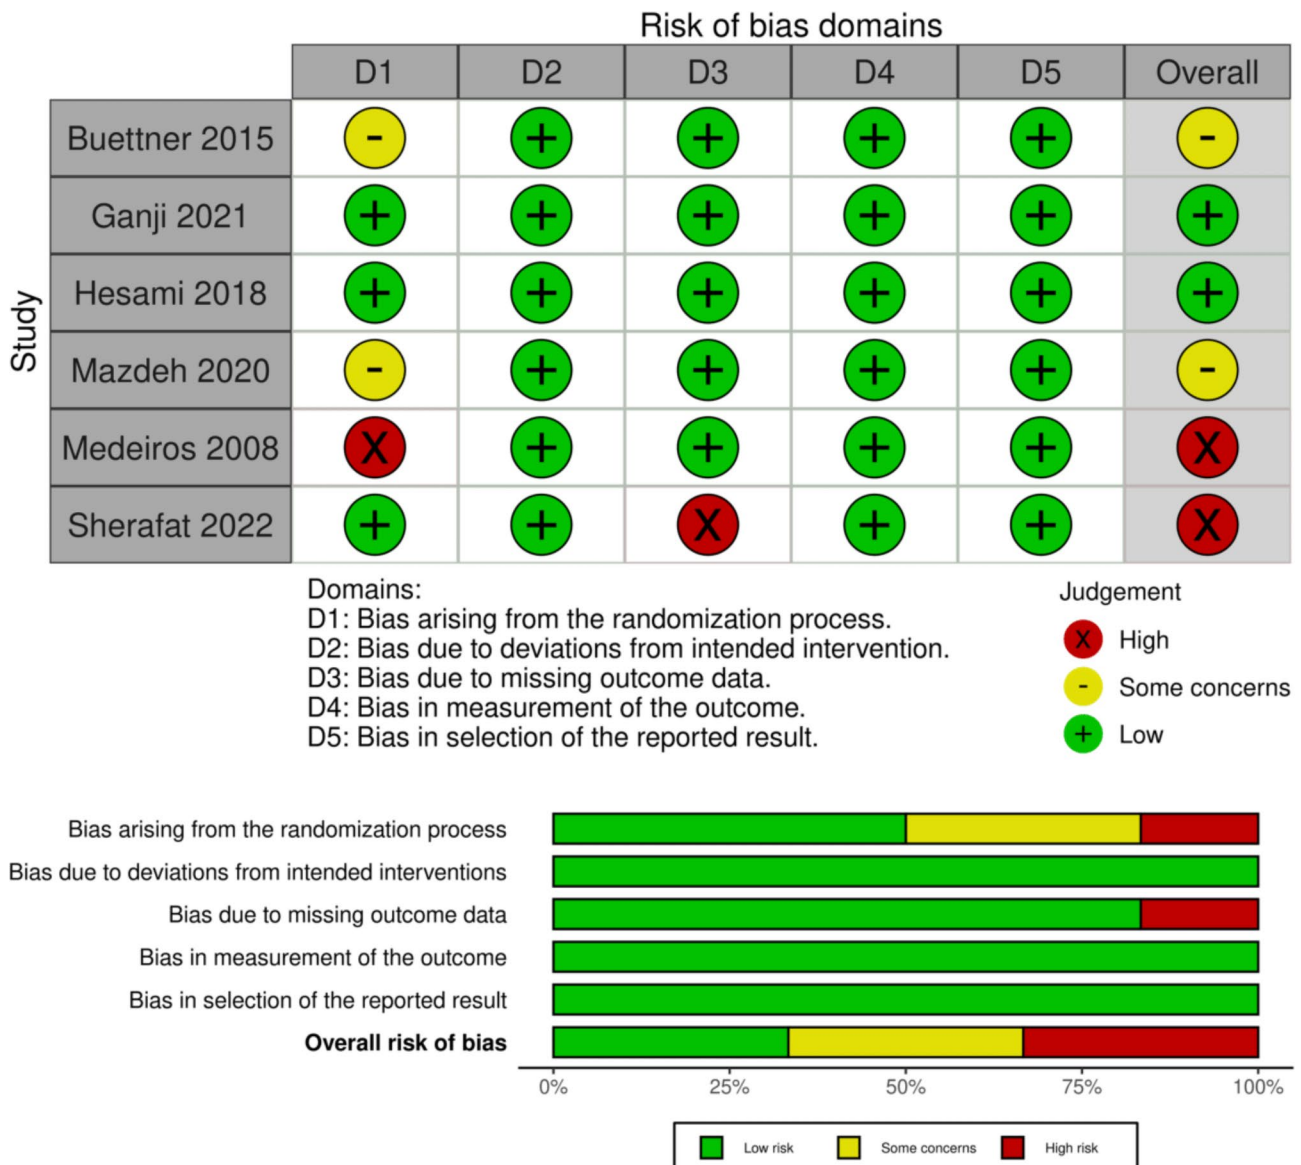 Risk of bias domains
D1 D2 D3 D4 D5 Overall
Study
Buettner 2015 - + + + + -
Ganji 2021 + + + + + +
Hesami 2018 + + + + + +
Mazdeh 2020 - + + + + -
Medeiros 2008 X + + + + X
Sherafat 2022 + + X + + X
Domains:
D1: Bias arising from the randomization process.
D2: Bias due to deviations from intended intervention.
D3: Bias due to missing outcome data.
D4: Bias in measurement of the outcome.
D5: Bias in selection of the reported result.
Judgement
X High
- Some concerns
+ Low
Bias arising from the randomization process
Bias due to deviations from intended interventions
Bias due to missing outcome data
Bias in measurement of the outcome
Bias in selection of the reported result
Overall risk of bias
0% 25% 50% 75% 100%
Low risk Some concerns High risk